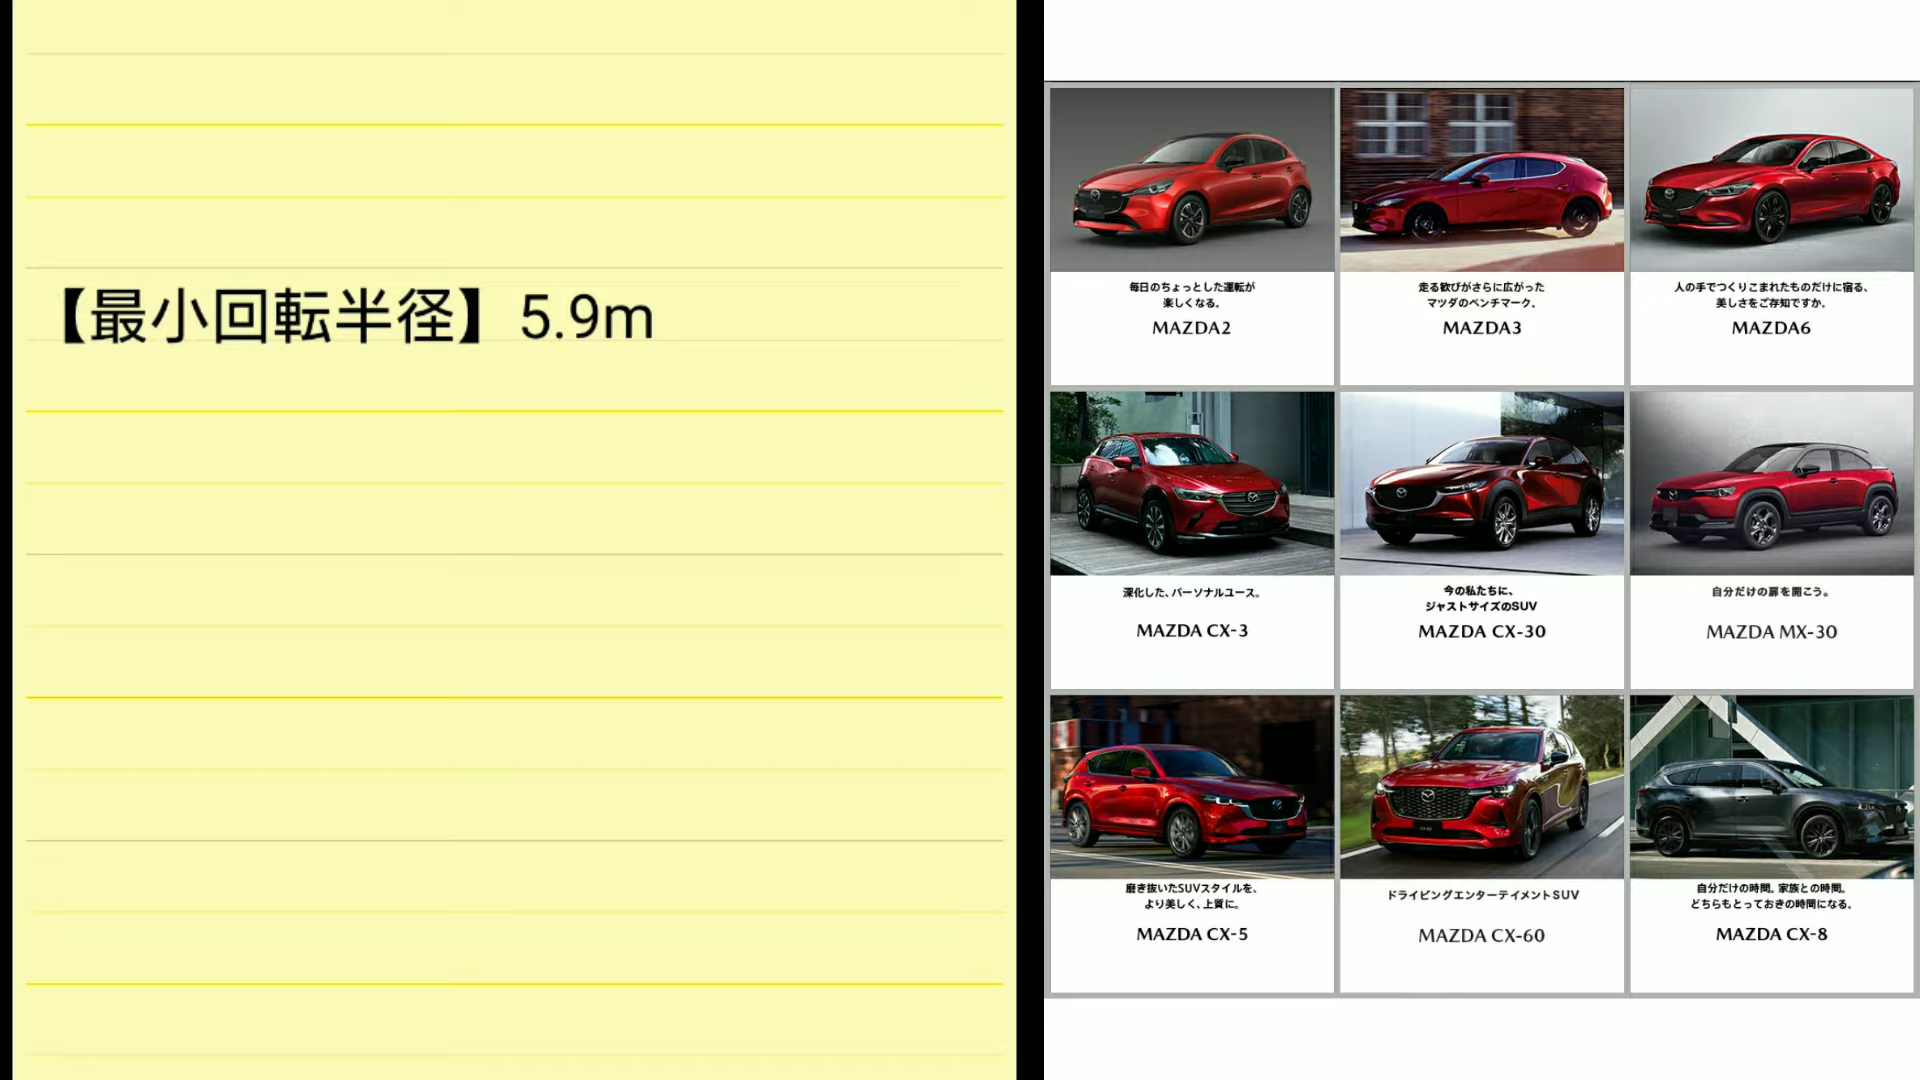 【最小回転半径】5.9m
毎日のちょっとした運転が
楽しくなる。
MAZDA2
走る歓びがさらに広がった
マツダのベンチマーク。
MAZDA3
人の手でつくりこまれたものだけに宿る、
美しさをご存知ですか。
MAZDA6
深化した、パーソナルユース。
MAZDA CX-3
今の私たちに、
ジャストサイズのSUV
MAZDA CX-30
自分だけの扉を開こう。
MAZDA MX-30
磨き抜いたSUVスタイルを、
より美しく、上質に。
MAZDA CX-5
ドライビングエンターテイメントSUV
MAZDA CX-60
自分だけの時間。家族との時間。
どちらもとっておきの時間になる。
MAZDA CX-8